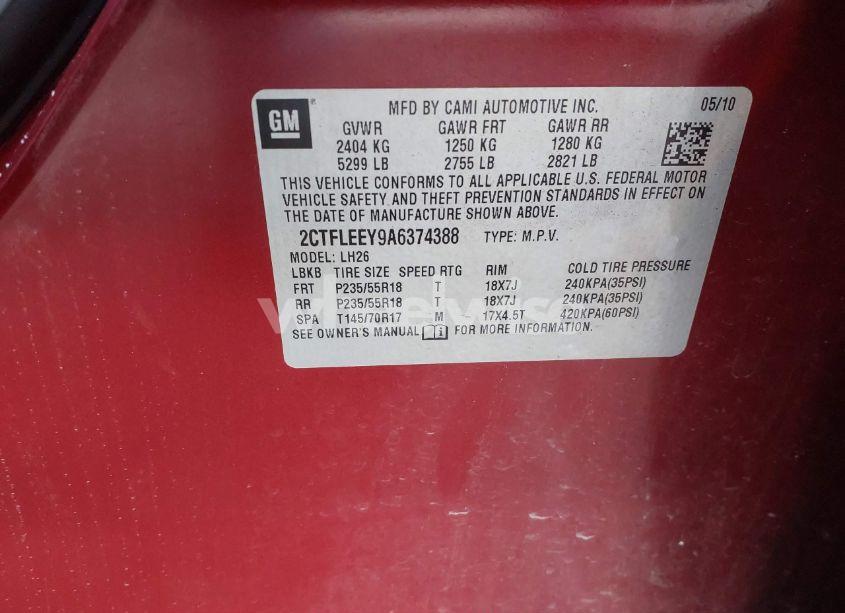 GM ® MFD BY CAMI AUTOMOTIVE INC. 05/10
GVWR GAWR FRT GAWR RR
2404 KG 1250 KG 1280 KG
5299 LB 2755 LB 2821 LB
THIS VEHICLE CONFORMS TO ALL APPLICABLE U.S. FEDERAL MOTOR
VEHICLE SAFETY AND THEFT PREVENTION STANDARDS IN EFFECT ON
THE DATE OF MANUFACTURE SHOWN ABOVE.
2CTFLEEY9A6374388 TYPE: M.P.V.
MODEL: LH26
LBKB TIRE SIZE SPEED RTG RIM COLD TIRE PRESSURE
FRT P235/55R18 T 18X7J 240KPA(35PSI)
RR P235/55R18 T 18X7J 240KPA(35PSI)
SPA T145/70R17 M 17X4.5T 420KPA(60PSI)
SEE OWNER'S MANUAL FOR MORE INFORMATION.